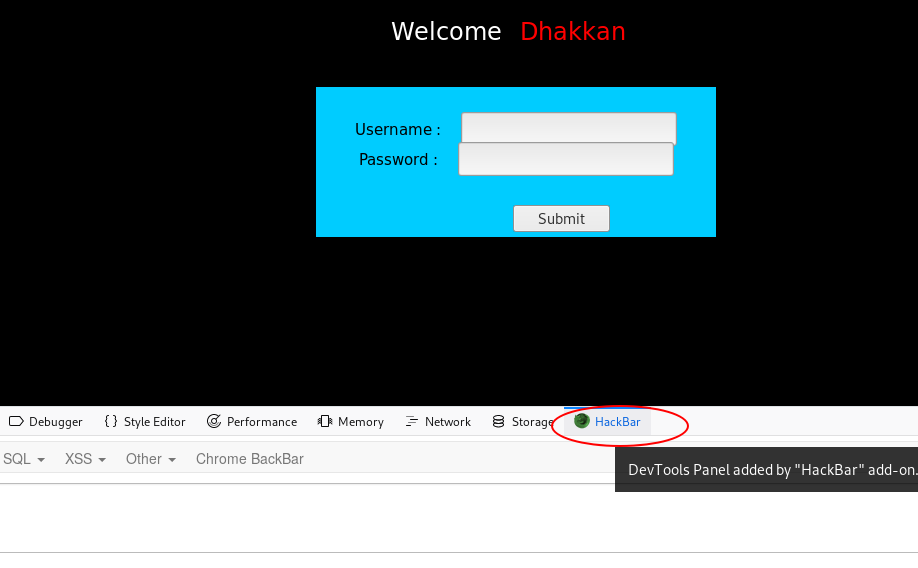 Welcome Dhakkan
Username :
Password :
Submit
Debugger Style Editor Performance Memory Network Storage HackBar
SQL XSS Other Chrome BackBar
DevTools Panel added by "HackBar" add-on.